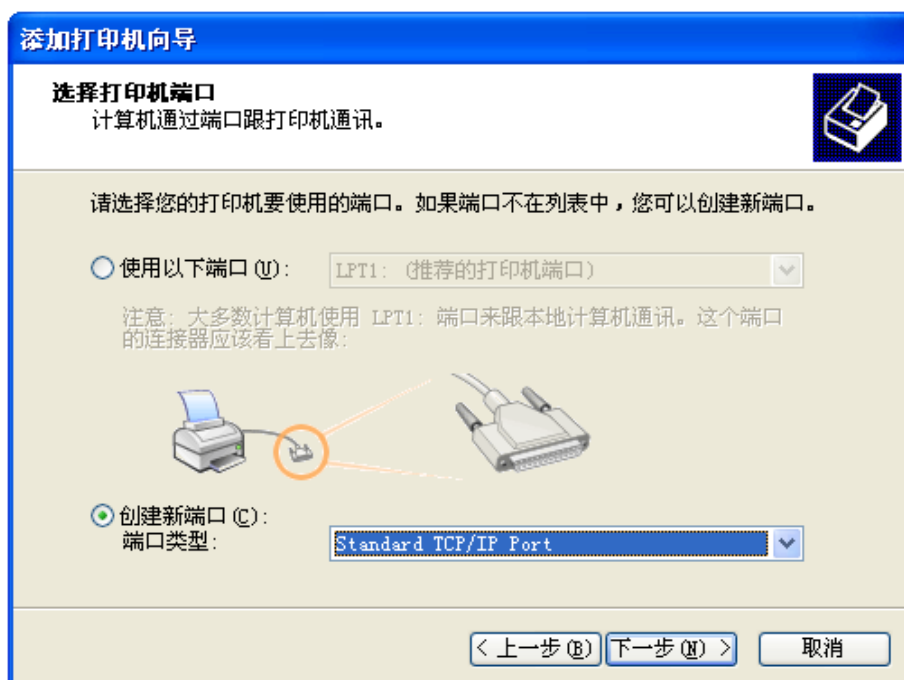 添加打印机向导
选择打印机端口
计算机通过端口跟打印机通讯。
请选择您的打印机要使用的端口。如果端口不在列表中，您可以创建新端口。
使用以下端口(U): LPT1: (推荐的打印机端口)
注意: 大多数计算机使用 LPT1: 端口来跟本地计算机通讯。这个端口
的连接器应该看上去像:
创建新端口(C):
端口类型: Standard TCP/IP Port
< 上一步(B) 下一步(N) > 取消